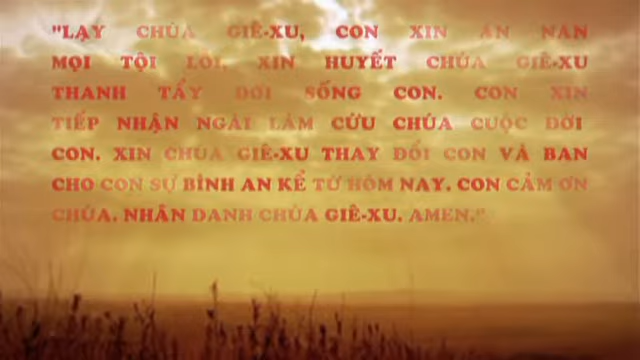 "LẠY CHÚA GIÊ-XU, CON XIN ĂN NĂN
MỌI TỘI LỖI, XIN HUYẾT CHÚA GIÊ-XU
THANH TẨY ĐỜI SỐNG CON. CON XIN
TIẾP NHẬN NGÀI LÀM CỨU CHÚA CUỘC ĐỜI
CON. XIN CHÚA GIÊ-XU THAY ĐỔI CON VÀ BAN
CHO CON SỰ BÌNH AN KỂ TỪ HÔM NAY. CON CẢM ƠN
CHÚA. NHÂN DANH CHÚA GIÊ-XU. AMEN."